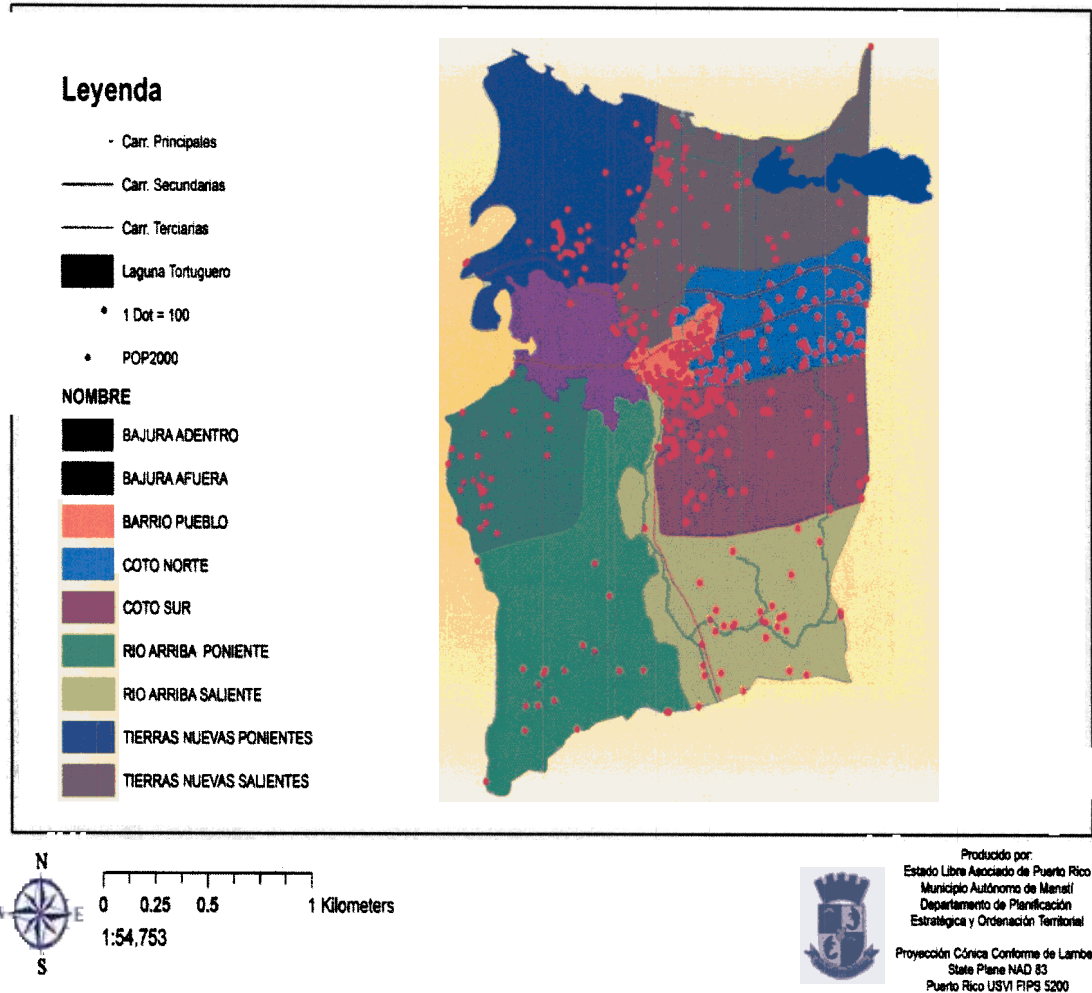 Leyenda
Carr. Principales
Carr. Secundarias
Carr. Terciarias
Laguna Tortuguero
1 Dot = 100
POP2000
NOMBRE
BAJURA ADENTRO
BAJURA AFUERA
BARRIO PUEBLO
COTO NORTE
COTO SUR
RIO ARRIBA PONIENTE
RIO ARRIBA SALIENTE
TIERRAS NUEVAS PONIENTES
TIERRAS NUEVAS SALIENTES
N
E
S
0 0.25 0.5 1 Kilometers
1:54,753
Producido por:
Estado Libre Asociado de Puerto Rico
Municipio Autónomo de Manatí
Departamento de Planificación
Estratégica y Ordenación Territorial
Proyección Cónica Conforme de Lambe
State Plane NAD 83
Puerto Rico USVI FIPS 5200